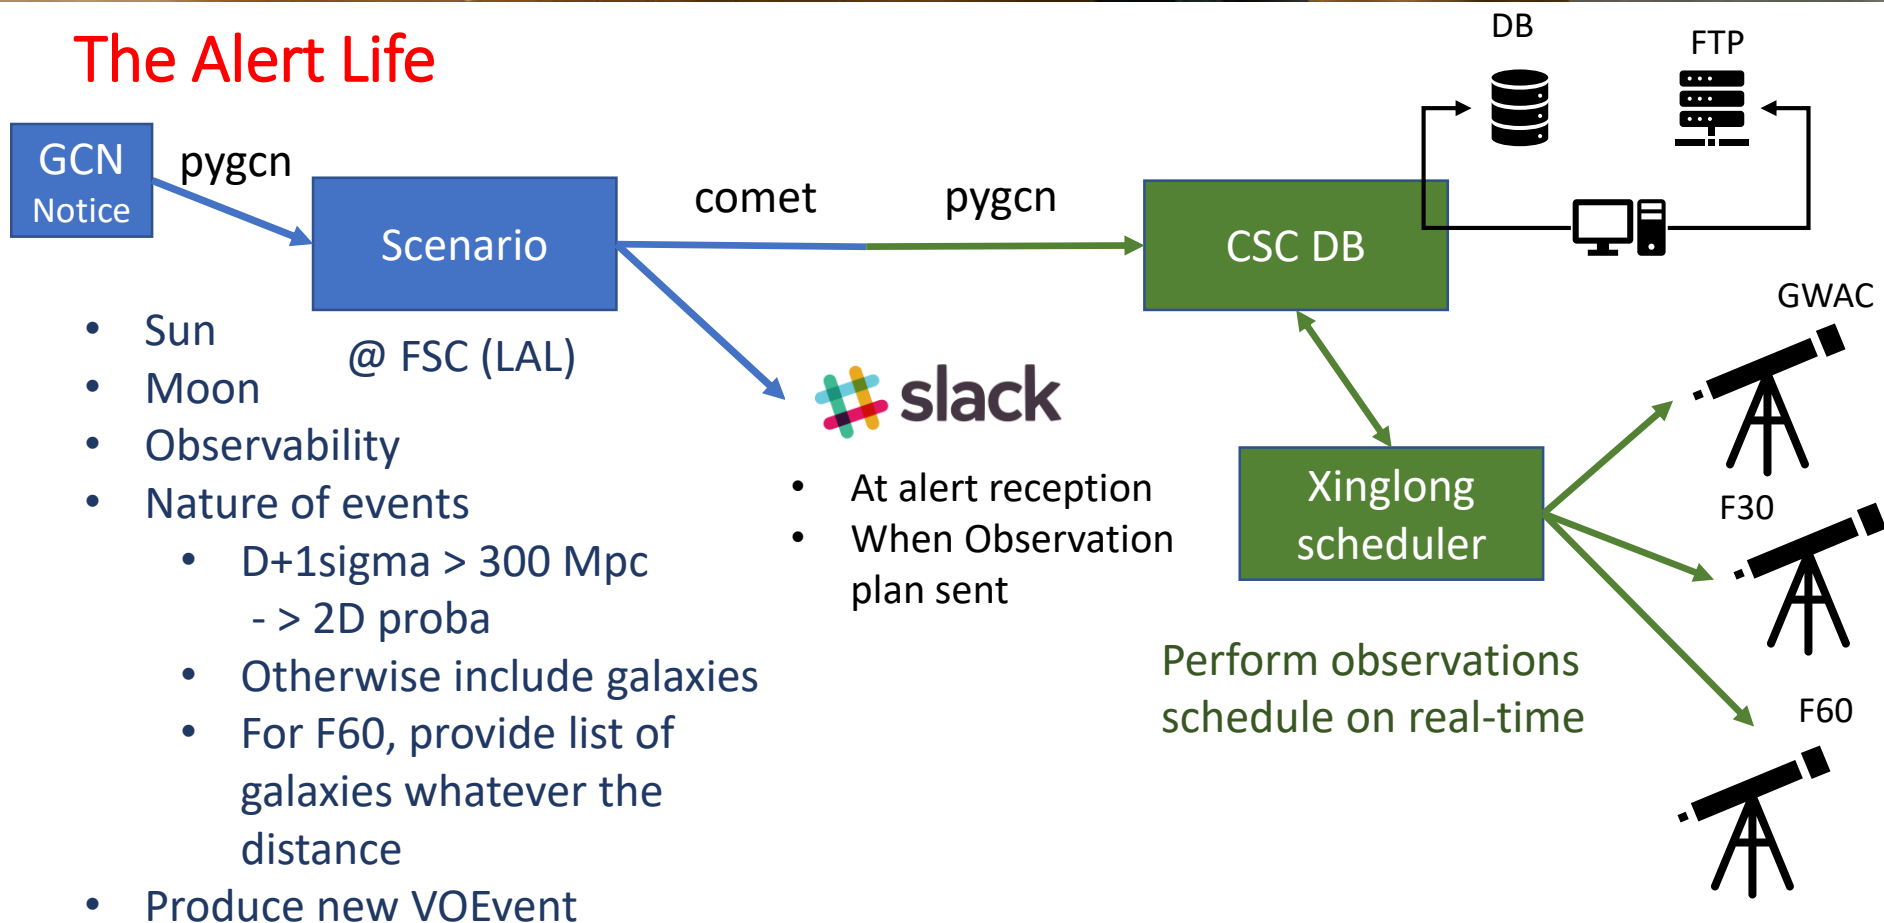 The Alert Life
DB
FTP
GCN
Notice
pygcn
Scenario
comet
pygcn
CSC DB
@ FSC (LAL)
• Sun
• Moon
• Observability
• Nature of events
• D+1sigma > 300 Mpc
- > 2D proba
• Otherwise include galaxies
• For F60, provide list of
galaxies whatever the
distance
• Produce new VOEvent
slack
• At alert reception
• When Observation
plan sent
Xinglong
scheduler
Perform observations
schedule on real-time
GWAC
F30
F60